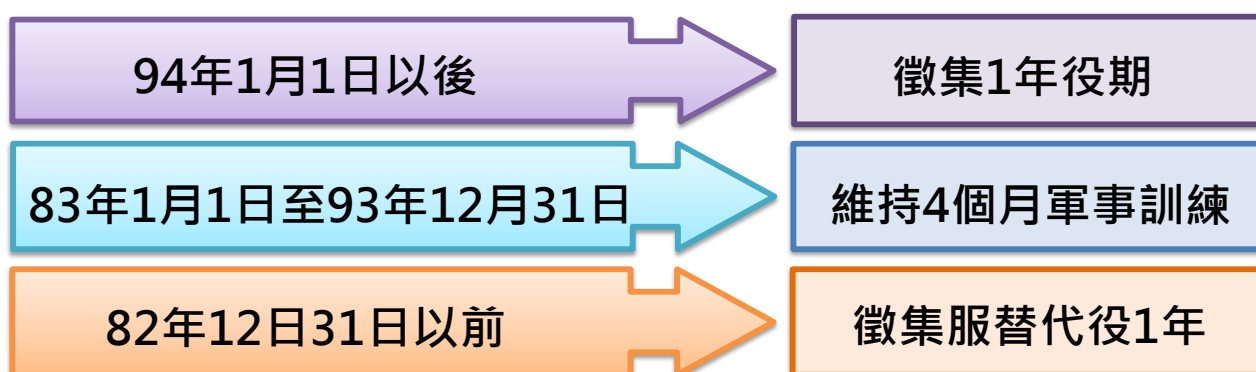 94年1月1日以後
徵集1年役期
83年1月1日至93年12月31日
維持4個月軍事訓練
82年12日31日以前
徵集服替代役1年